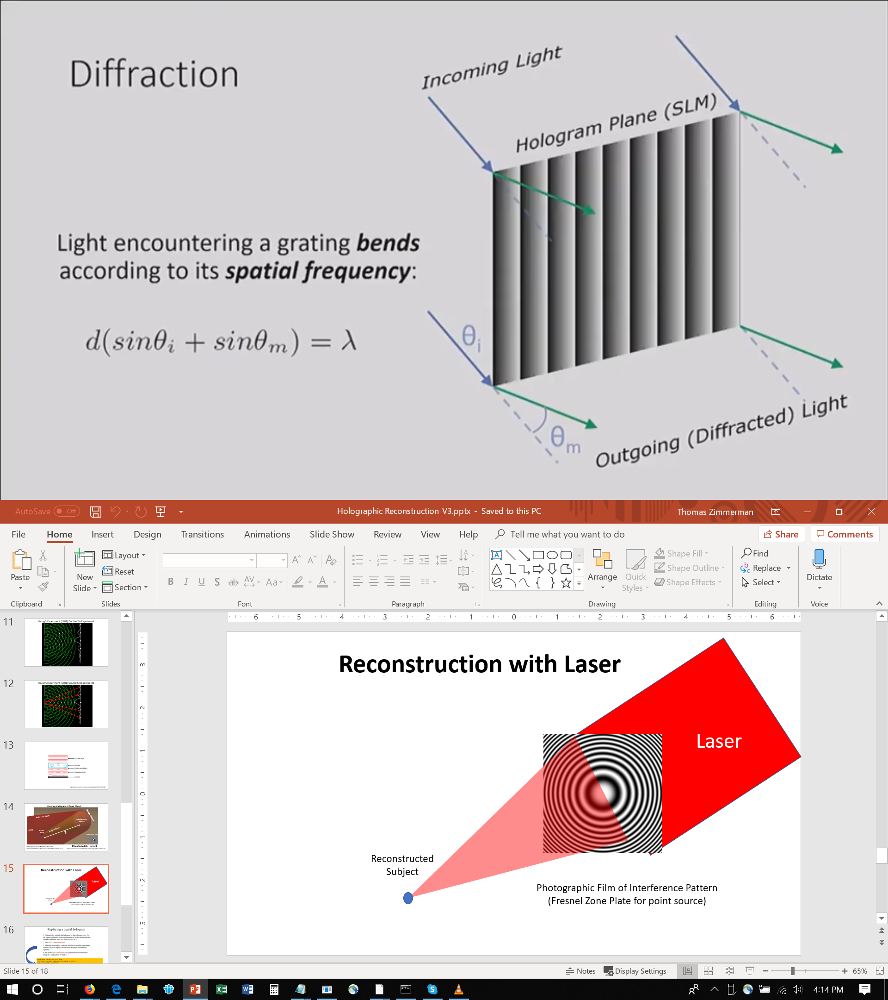 Diffraction
Incoming Light
Hologram Plane (SLM)
Light encountering a grating bends
according to its spatial frequency:
d(sinθi + sinθm) = λ
θi
θm
Outgoing (Diffracted) Light
AutoSave Off
Holographic Reconstruction_V3.pptx - Saved to this PC
Thomas Zimmerman
File Home Insert Design Transitions Animations Slide Show Review View Help Tell me what you want to do
Share Comments
Paste
New
Slide
Layout
Reset
Section
B I U S ab AV Aa A
Arrange
Quick
Styles
Shape Fill
Shape Outline
Shape Effects
Find
Replace
Select
Dictate
Clipboard Slides Font Paragraph Drawing Editing Voice
6 5 4 3 2 1 0 1 2 3 4 5 6
3
2
1
0
1
2
3
11
Young's Experiment (1801) Double Slit Experiment
12
Young's Experiment (1801) Double Slit Experiment
13
14
Creating Hologram of Point Object
15
Reconstruction with Laser
Laser
16
Replaying a digital hologram
Reconstruction with Laser
Laser
Reconstructed
Subject
Photographic Film of Interference Pattern
(Fresnel Zone Plate for point source)
Slide 15 of 18
Notes Display Settings
65%
4:14 PM